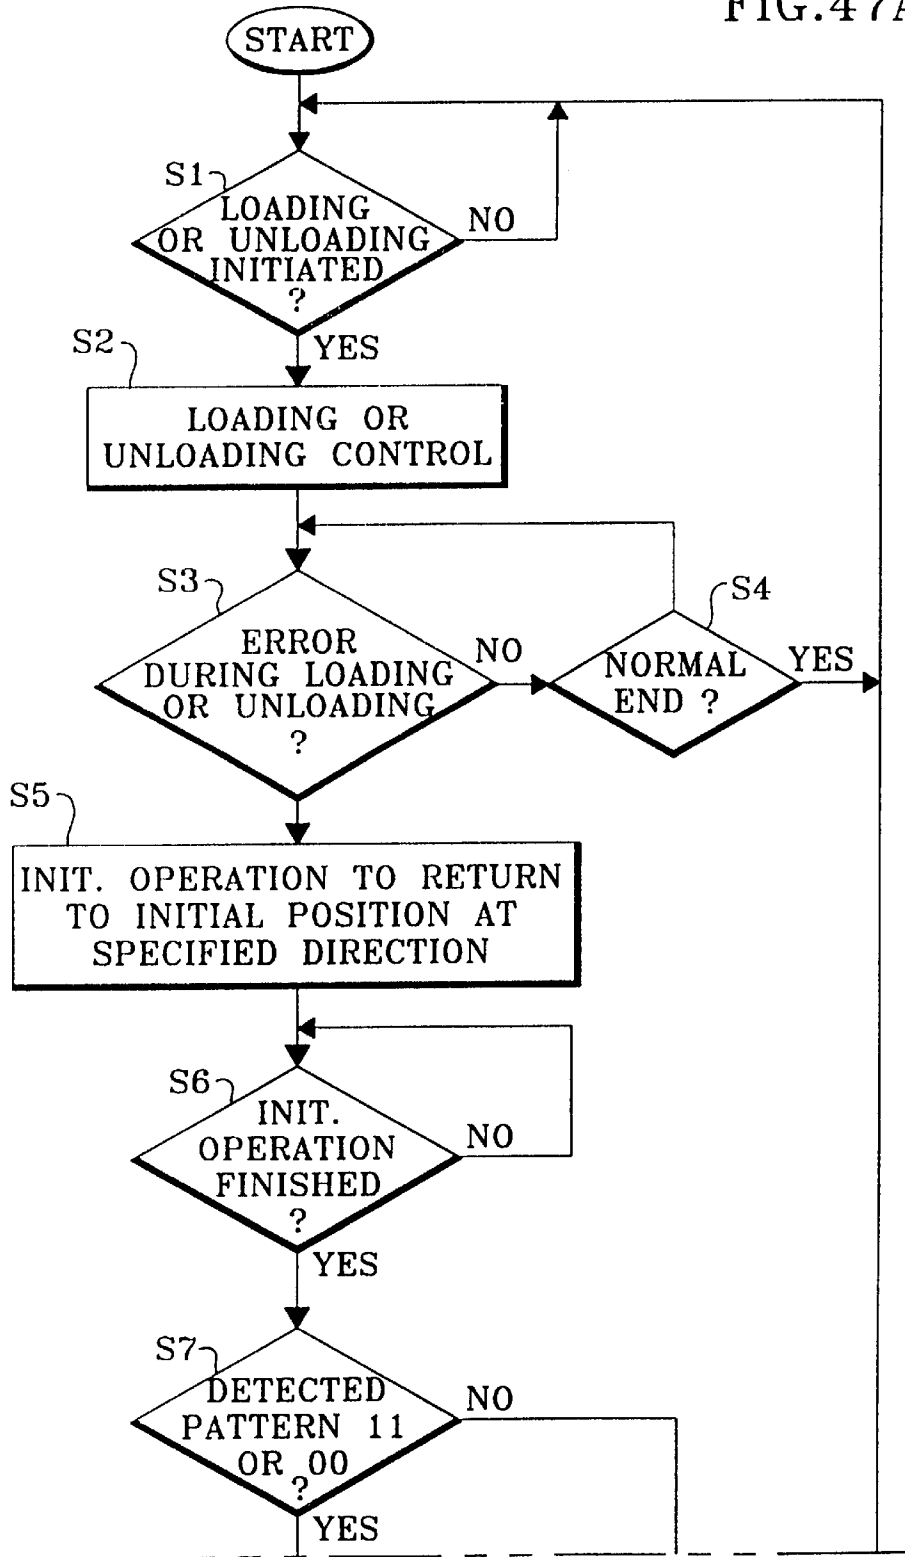 FIG.47A
START
S1
LOADING
OR UNLOADING
INITIATED
?
NO
YES
S2
LOADING OR
UNLOADING CONTROL
S3
ERROR
DURING LOADING
OR UNLOADING
?
NO
S4
NORMAL
END ?
YES
S5
INIT. OPERATION TO RETURN
TO INITIAL POSITION AT
SPECIFIED DIRECTION
S6
INIT.
OPERATION
FINISHED
?
NO
YES
S7
DETECTED
PATTERN 11
OR 00
?
NO
YES